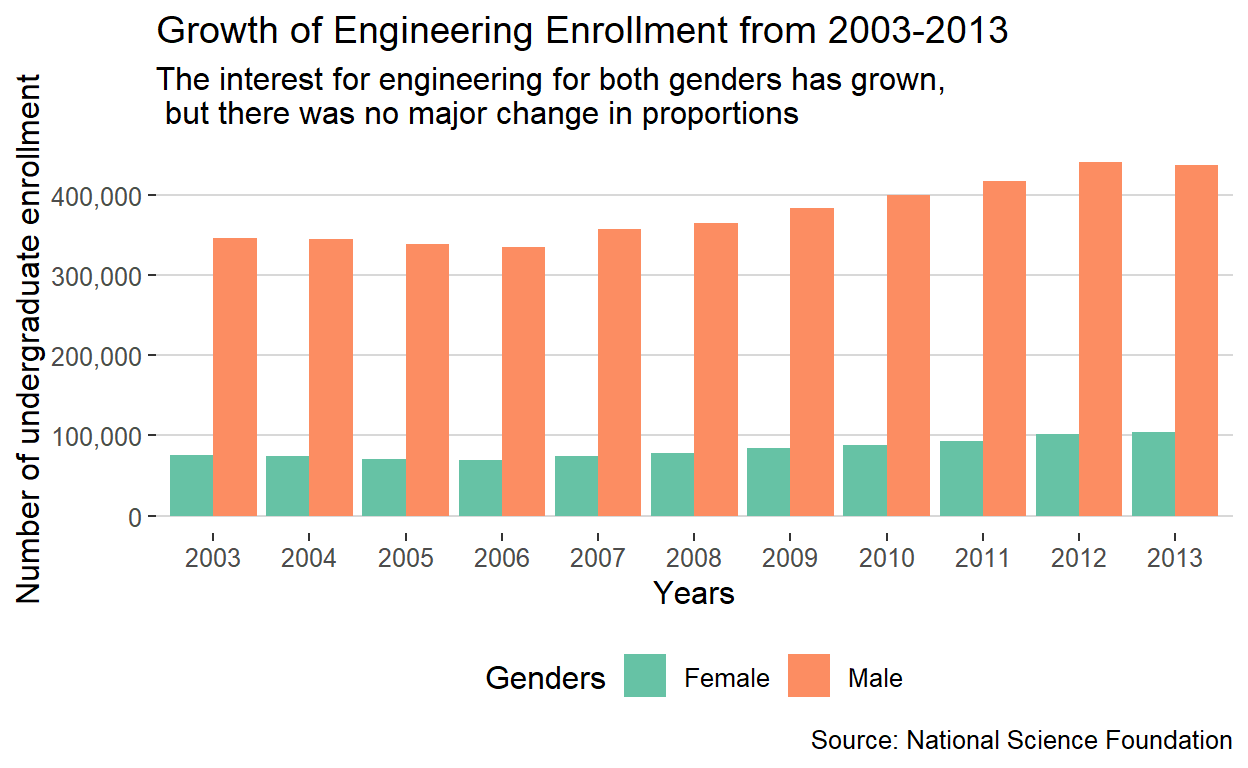 Growth of Engineering Enrollment from 2003-2013
The interest for engineering for both genders has grown,
but there was no major change in proportions
Number of undergraduate enrollment
400,000
300,000
200,000
100,000
0
2003 2004 2005 2006 2007 2008 2009 2010 2011 2012 2013
Years
Genders Female Male
Source: National Science Foundation